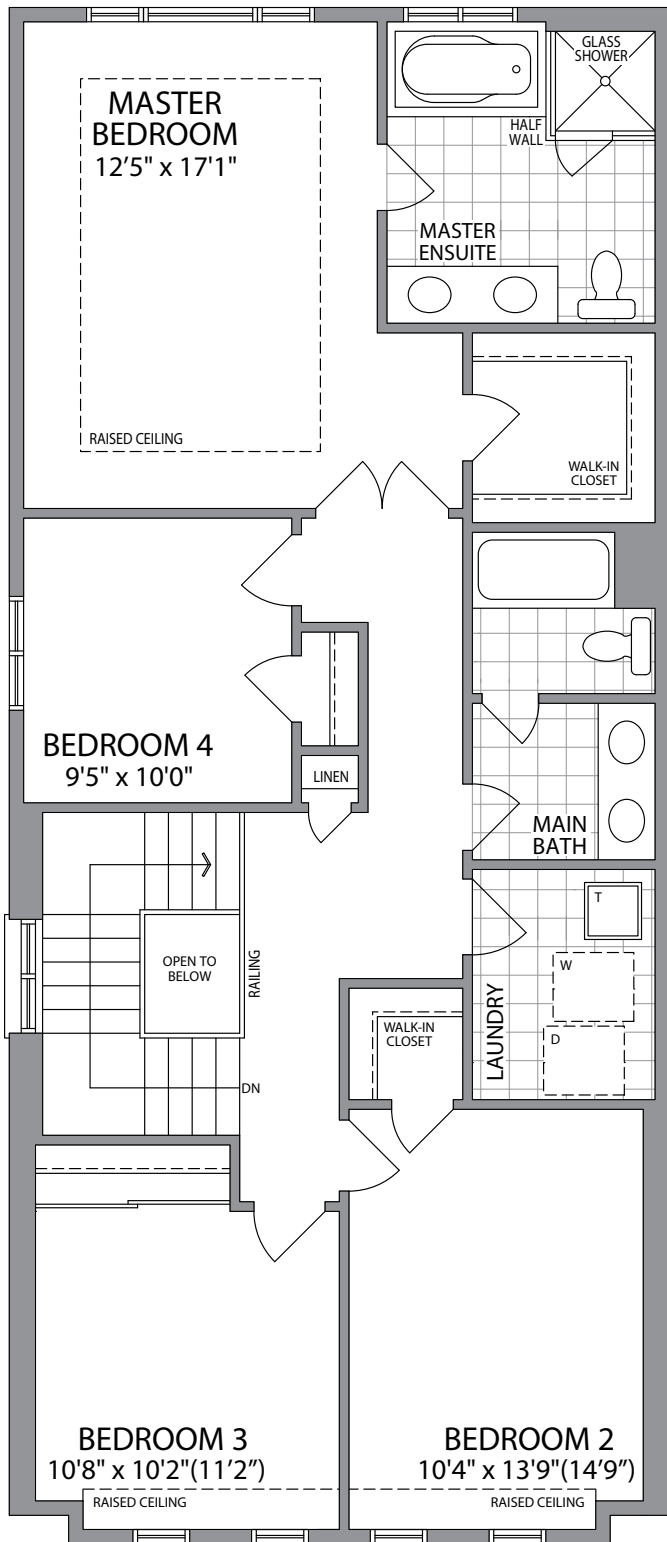 GLASS
SHOWER
MASTER
BEDROOM
12'5" x 17'1"
HALF
WALL
MASTER
ENSUITE
RAISED CEILING
WALK-IN
CLOSET
BEDROOM 4
9'5" x 10'0"
LINEN
MAIN
BATH
T
OPEN TO
BELOW
RAILING
W
LAUNDRY
WALK-IN
CLOSET
D
DN
BEDROOM 3
10'8" x 10'2"(11'2")
BEDROOM 2
10'4" x 13'9"(14'9")
RAISED CEILING
RAISED CEILING